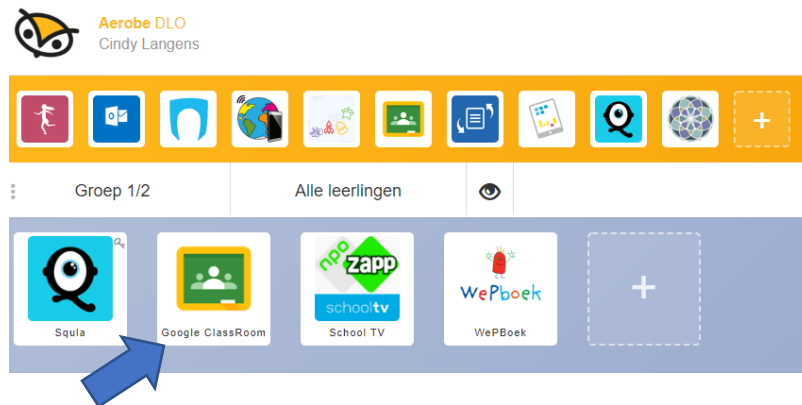 Aerobe DLO
Cindy Langens
Groep 1/2
Alle leerlingen
npo
zapp
schooltv
WePboek
Squla
Google ClassRoom
School TV
WePBoek